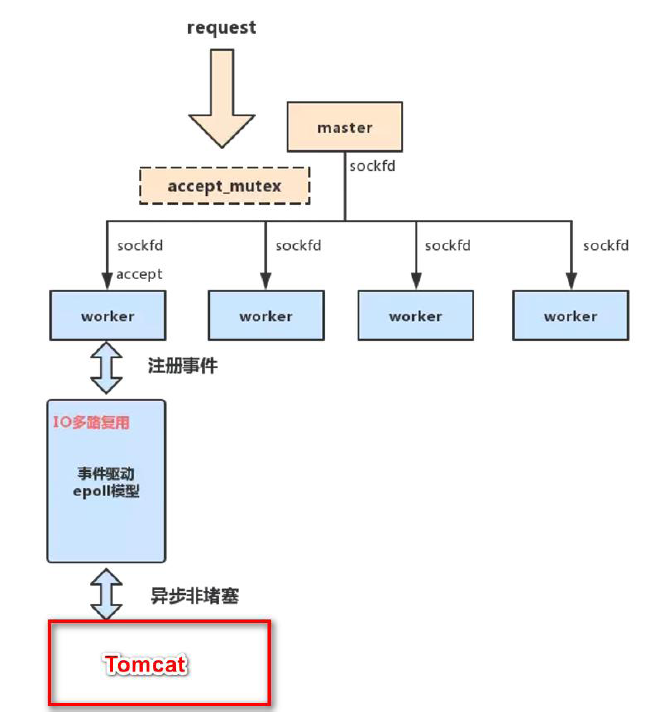 request
master
sockfd
accept_mutex
sockfd
sockfd
sockfd
sockfd
accept
worker
worker
worker
worker
注册事件
IO多路复用
事件驱动
epoll模型
异步非堵塞
Tomcat